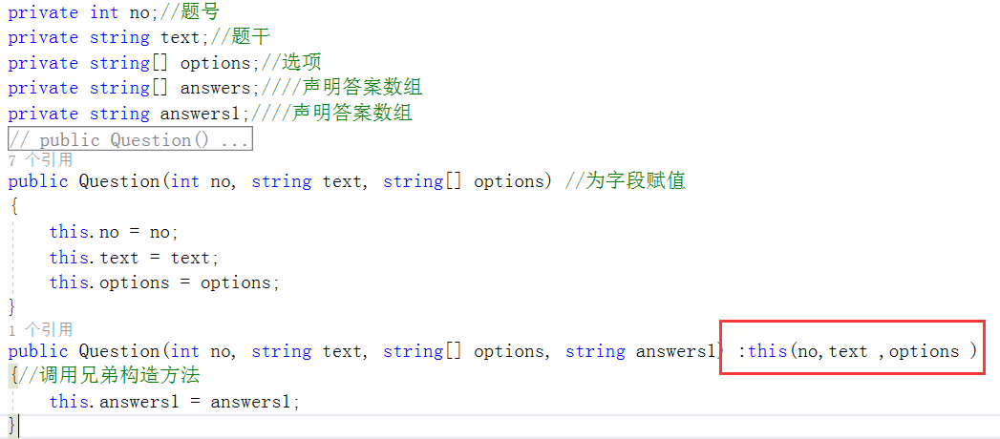 private int no;//题号
private string text;//题干
private string[] options;//选项
private string[] answers;////声明答案数组
private string answers1;////声明答案数组
// public Question() ...
7 个引用
public Question(int no, string text, string[] options) //为字段赋值
{
this.no = no;
this.text = text;
this.options = options;
}
1 个引用
public Question(int no, string text, string[] options, string answers1) :this(no,text ,options )
{//调用兄弟构造方法
this.answers1 = answers1;
}